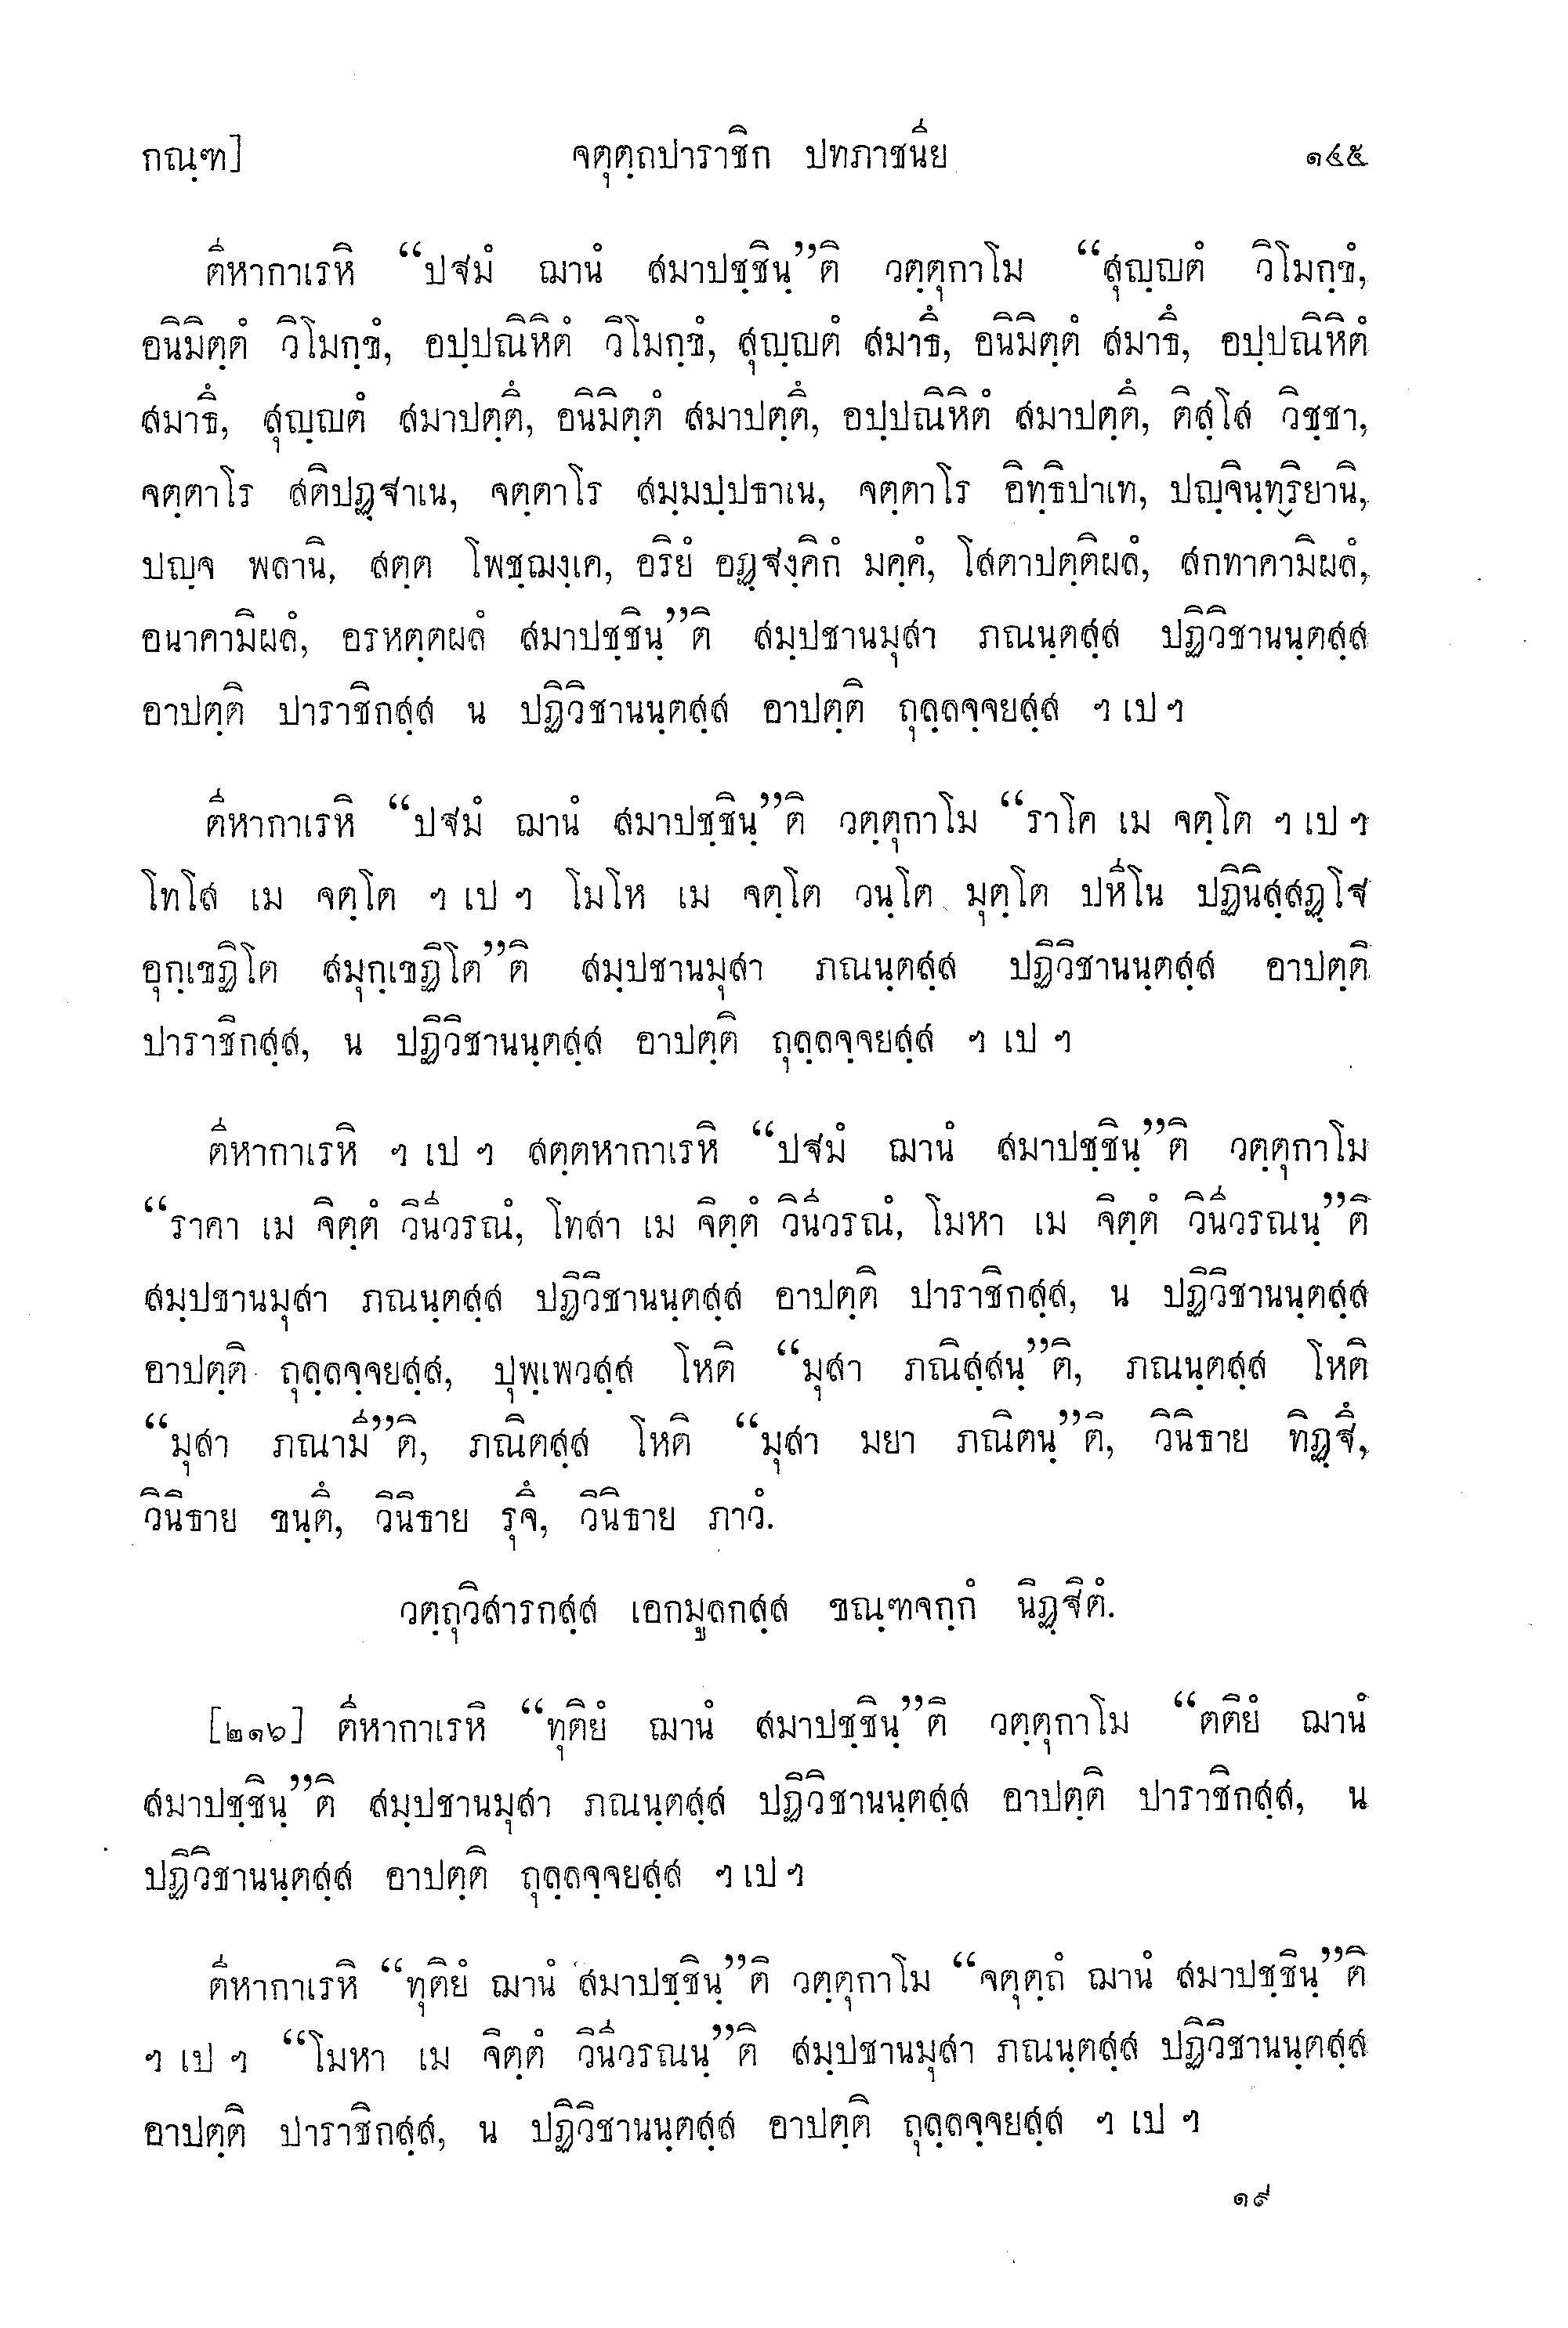 กณฺฑ] จตุตฺถปาราชิก ปทภาชนีย ๑๔๕
ตีหากาเรหิ “ปฐมํ ฌานํ สมาปชฺชินฺ”ติ วตฺตุกาโม “สุญฺญตํ วิโมกฺขํ,
อนิมิตฺตํ วิโมกฺขํ, อปฺปณิหิตํ วิโมกฺขํ, สุญฺญตํ สมาธึ, อนิมิตฺตํ สมาธึ, อปฺปณิหิตํ
สมาธึ, สุญฺญตํ สมาปตฺตึ, อนิมิตฺตํ สมาปตฺตึ, อปฺปณิหิตํ สมาปตฺตึ, ติสฺโส วิชฺชา,
จตฺตาโร สติปฏฺฐาเน, จตฺตาโร สมฺมปฺปธาเน, จตฺตาโร อิทฺธิปาเท, ปญฺจินฺทฺริยานิ,
ปญฺจ พลานิ, สตฺต โพชฺฌงฺเค, อริยํ อฏฺฐงฺคิกํ มคฺคํ, โสตาปตฺติผลํ, สกทาคามิผลํ,
อนาคามิผลํ, อรหตฺตผลํ สมาปชฺชินฺ”ติ สมฺปชานมุสา ภณนฺตสฺส ปฏิวิชานนฺตสฺส
อาปตฺติ ปาราชิกสฺส น ปฏิวิชานนฺตสฺส อาปตฺติ ถุลฺลจฺจยสฺส ฯ เป ฯ
ตีหากาเรหิ “ปฐมํ ฌานํ สมาปชฺชินฺ”ติ วตฺตุกาโม “ราโค เม จตฺโต ฯ เป ฯ
โทโส เม จตฺโต ฯ เป ฯ โมโห เม จตฺโต วนฺโต มุตฺโต ปหีโน ปฏินิสฺสฏฺโฐ
อุกฺเขฏิโต สมุกฺเขฏิโต”ติ สมฺปชานมุสา ภณนฺตสฺส ปฏิวิชานนฺตสฺส อาปตฺติ
ปาราชิกสฺส, น ปฏิวิชานนฺตสฺส อาปตฺติ ถุลฺลจฺจยสฺส ฯ เป ฯ
ตีหากาเรหิ ฯ เป ฯ สตฺตหากาเรหิ “ปฐมํ ฌานํ สมาปชฺชินฺ”ติ วตฺตุกาโม
“ราคา เม จิตฺตํ วินีวรณํ, โทสา เม จิตฺตํ วินีวรณํ, โมหา เม จิตฺตํ วินีวรณนฺ”ติ
สมฺปชานมุสา ภณนฺตสฺส ปฏิวิชานนฺตสฺส อาปตฺติ ปาราชิกสฺส, น ปฏิวิชานนฺตสฺส
อาปตฺติ ถุลฺลจฺจยสฺส, ปุพฺเพวสฺส โหติ “มุสา ภณิสฺสนฺ”ติ, ภณนฺตสฺส โหติ
“มุสา ภณามี”ติ, ภณิตสฺส โหติ “มุสา มยา ภณิตนฺ”ติ, วินิธาย ทิฏฺฐึ,
วินิธาย ขนฺตึ, วินิธาย รุจึ, วินิธาย ภาวํ.
วตฺถุวิสารกสฺส เอกมูลกสฺส ขณฺฑจกฺกํ นิฏฺฐิตํ.
[๒๑๖] ตีหากาเรหิ “ทุติยํ ฌานํ สมาปชฺชินฺ”ติ วตฺตุกาโม “ตติยํ ฌานํ
สมาปชฺชินฺ”ติ สมฺปชานมุสา ภณนฺตสฺส ปฏิวิชานนฺตสฺส อาปตฺติ ปาราชิกสฺส, น
ปฏิวิชานนฺตสฺส อาปตฺติ ถุลฺลจฺจยสฺส ฯ เป ฯ
ตีหากาเรหิ “ทุติยํ ฌานํ สมาปชฺชินฺ”ติ วตฺตุกาโม “จตุตฺถํ ฌานํ สมาปชฺชินฺ”ติ
ฯ เป ฯ “โมหา เม จิตฺตํ วินีวรณนฺ”ติ สมฺปชานมุสา ภณนฺตสฺส ปฏิวิชานนฺตสฺส
อาปตฺติ ปาราชิกสฺส, น ปฏิวิชานนฺตสฺส อาปตฺติ ถุลฺลจฺจยสฺส ฯ เป ฯ
๑๙